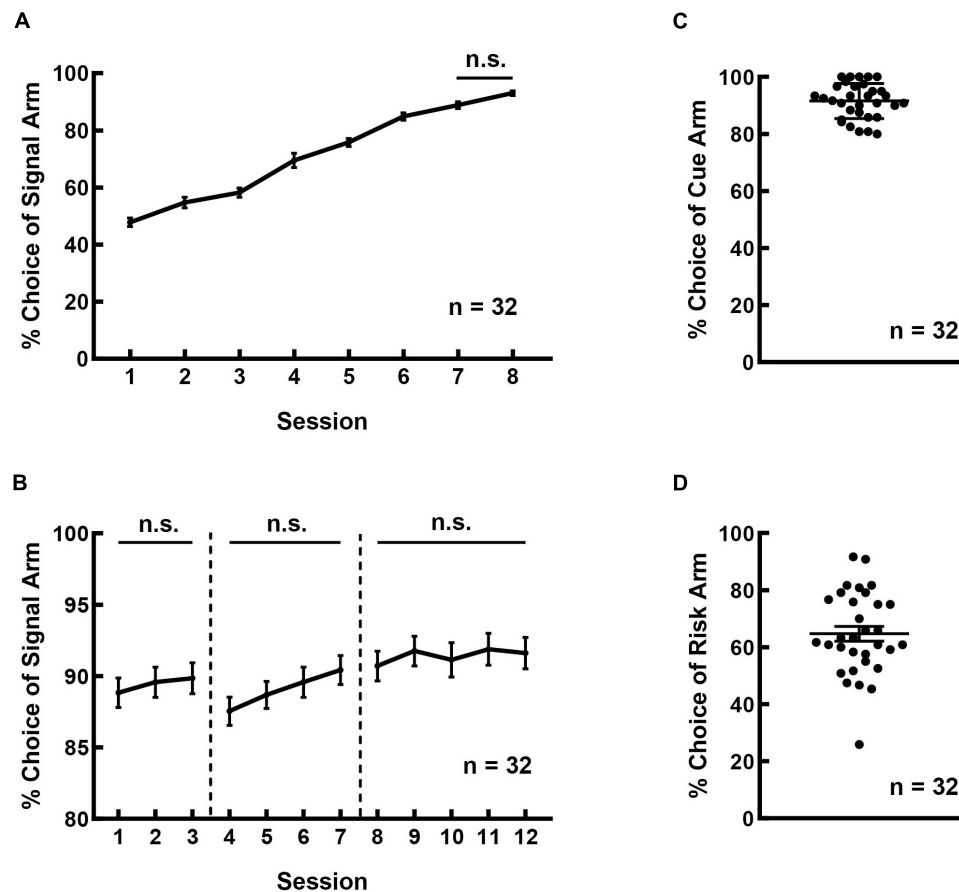 A
n.s.
% Choice of Signal Arm
100
80
60
40
20
0
n = 32
1 2 3 4 5 6 7 8
Session
B
n.s. n.s. n.s.
% Choice of Signal Arm
100
95
90
85
80
n = 32
1 2 3 4 5 6 7 8 9 10 11 12
Session
C
% Choice of Cue Arm
100
80
60
40
20
0
n = 32
D
% Choice of Risk Arm
100
80
60
40
20
0
n = 32